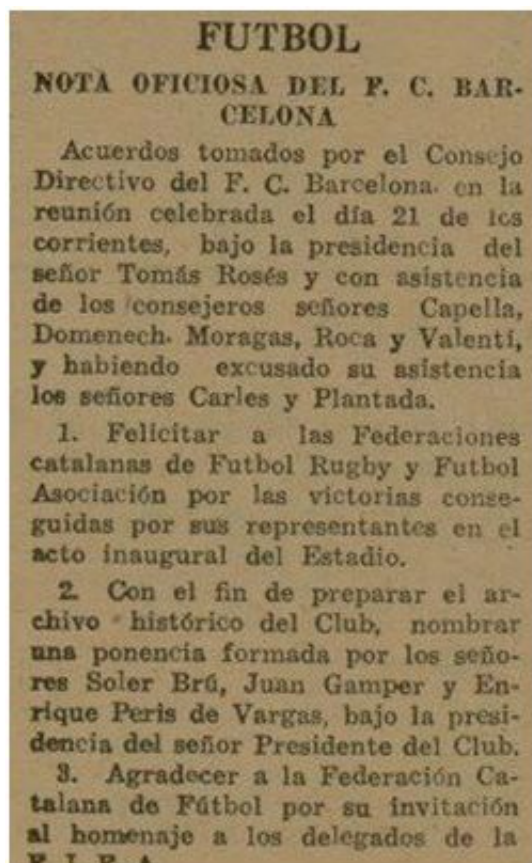 FUTBOL
NOTA OFICIOSA DEL F. C. BAR-
CELONA
Acuerdos tomados por el Consejo
Directivo del F. C. Barcelona. en la
reunión celebrada el día 21 de los
corrientes, bajo la presidencia del
señor Tomás Rosés y con asistencia
de los consejeros señores Capella,
Domenech. Moragas, Roca y Valentí,
y habiendo excusado su asistencia
los señores Carles y Plantada.
1. Felicitar a las Federaciones
catalanas de Futbol Rugby y Futbol
Asociación por las victorias conse-
guidas por sus representantes en el
acto inaugural del Estadio.
2. Con el fin de preparar el ar-
chivo histórico del Club, nombrar
una ponencia formada por los seño-
res Soler Brú, Juan Gamper y En-
rique Peris de Vargas, bajo la presi-
dencia del señor Presidente del Club.
3. Agradecer a la Federación Ca-
talana de Fútbol por su invitación
al homenaje a los delegados de la